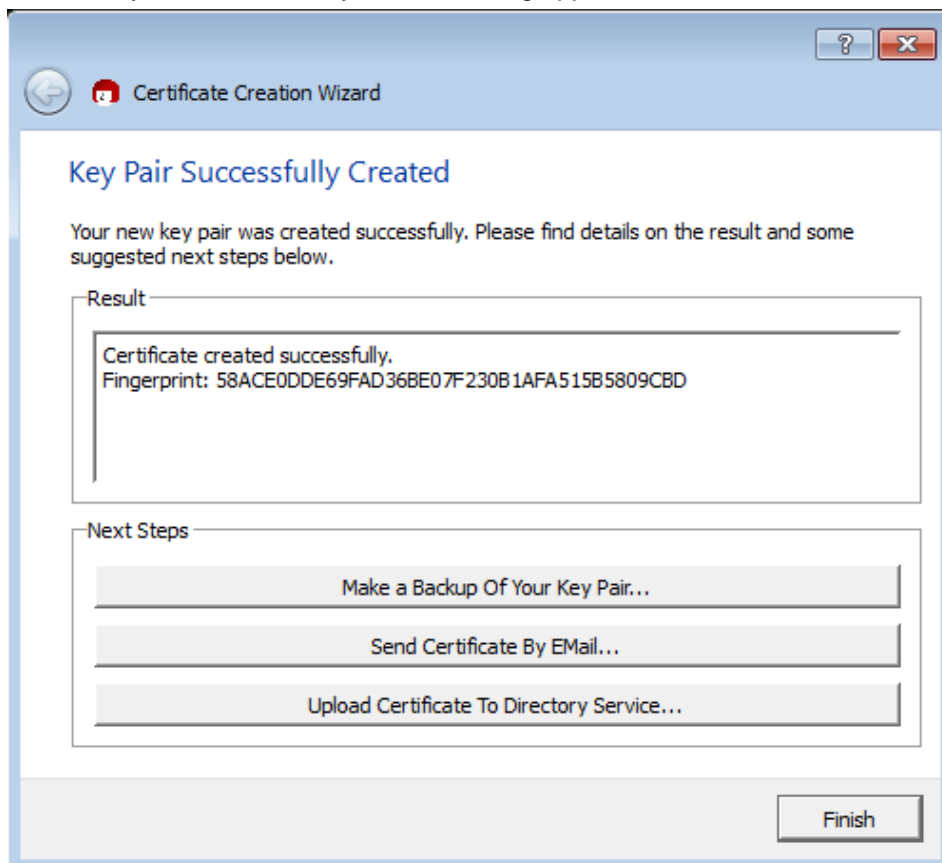 Certificate Creation Wizard
Key Pair Successfully Created
Your new key pair was created successfully. Please find details on the result and some
suggested next steps below.
Result
Certificate created successfully.
Fingerprint: 58ACE0DDE69FAD36BE07F230B1AFA515B5809CBD
Next Steps
Make a Backup Of Your Key Pair...
Send Certificate By EMail...
Upload Certificate To Directory Service...
Finish